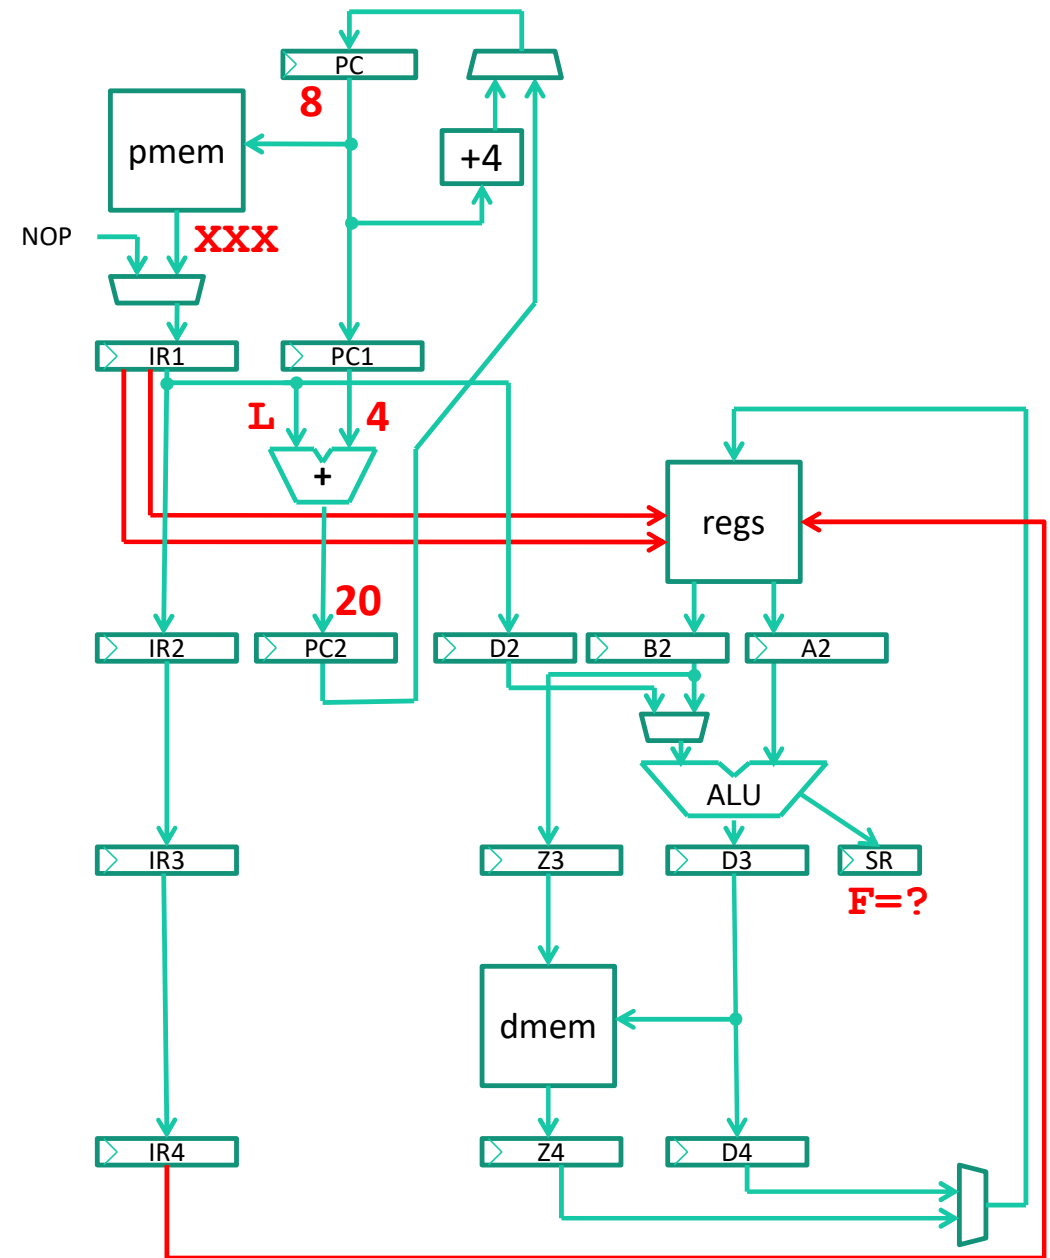 PC
8
pmem
+4
NOP
XXX
IR1
PC1
L
4
+
regs
20
IR2
PC2
D2
B2
A2
ALU
IR3
Z3
D3
SR
F=?
dmem
IR4
Z4
D4